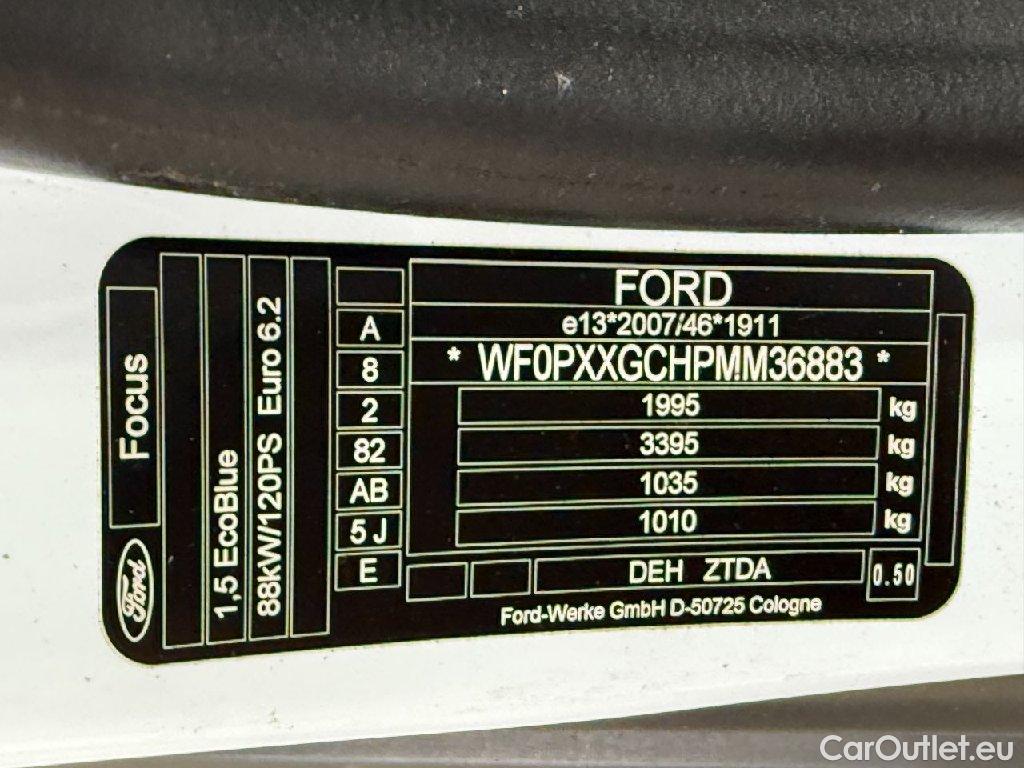 FORD
e13*2007/46*1911
* WF0PXXGCHPMM36883 *
1995 kg
3395 kg
1035 kg
1010 kg
DEH ZTDA 0.50
Ford-Werke GmbH D-50725 Cologne
A
8
2
82
AB
5 J
E
Focus
Ford
1,5 EcoBlue
88kW/120PS Euro 6.2
CarOutlet.eu